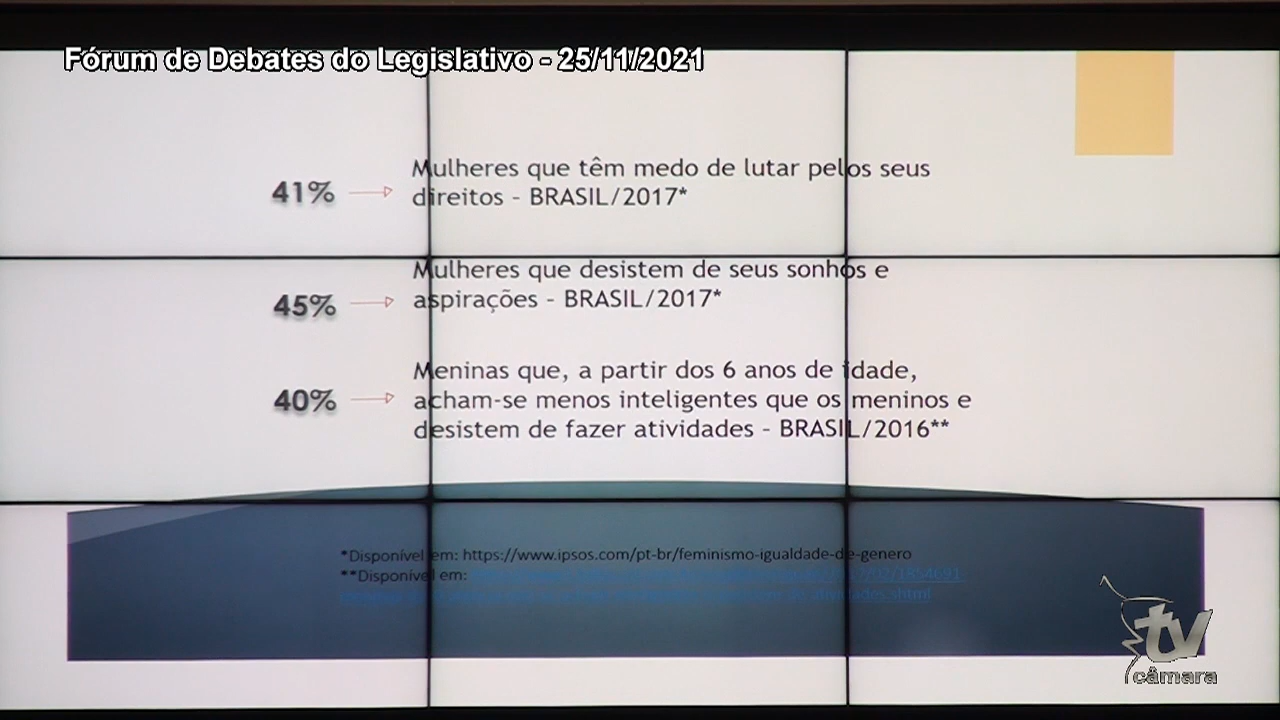 Fórum de Debates do Legislativo - 25/11/2021
41%
Mulheres que têm medo de lutar pelos seus
direitos - BRASIL/2017*
45%
Mulheres que desistem de seus sonhos e
aspirações - BRASIL/2017*
40%
Meninas que, a partir dos 6 anos de idade,
acham-se menos inteligentes que os meninos e
desistem de fazer atividades - BRASIL/2016**
*Disponível em: https://www.ipsos.com/pt-br/feminismo-igualdade-de-genero
**Disponível em:
tv
câmara